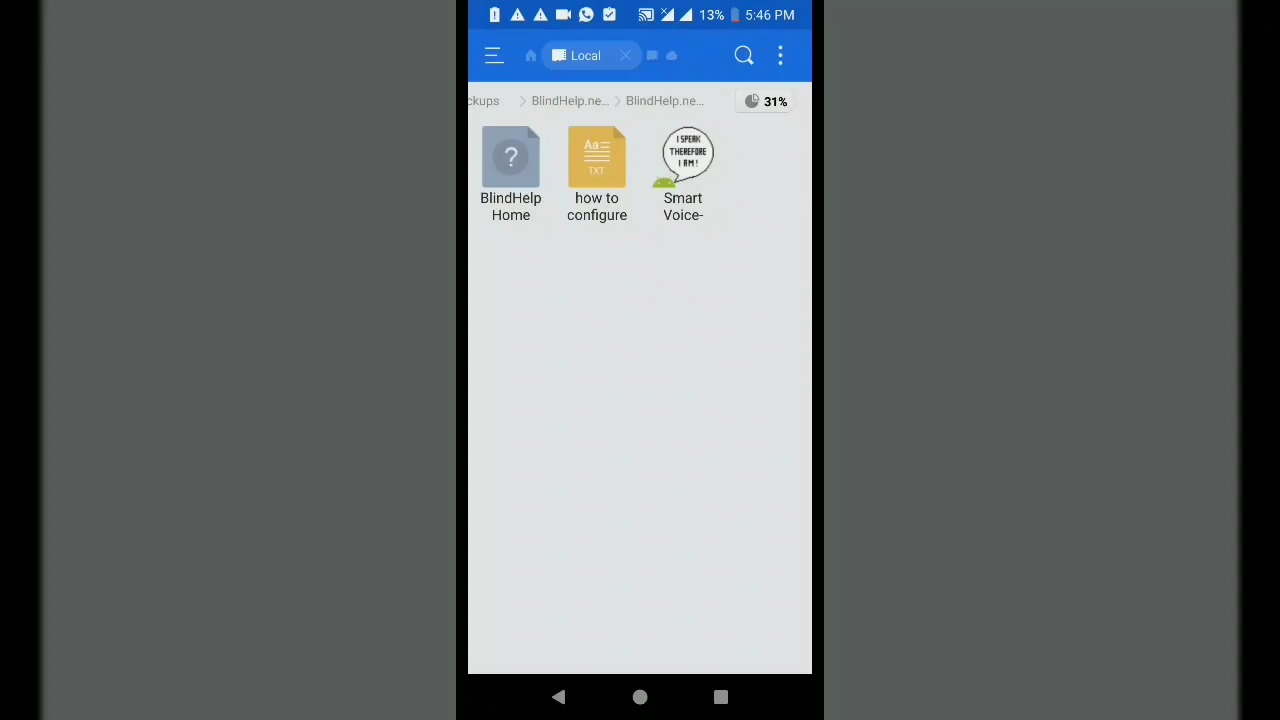 13% 5:46 PM
Local
ckups BlindHelp.ne... BlindHelp.ne... 31%
?
Aa
TXT
I SPEAK
THEREFORE
I AM!
BlindHelp
Home
how to
configure
Smart
Voice-